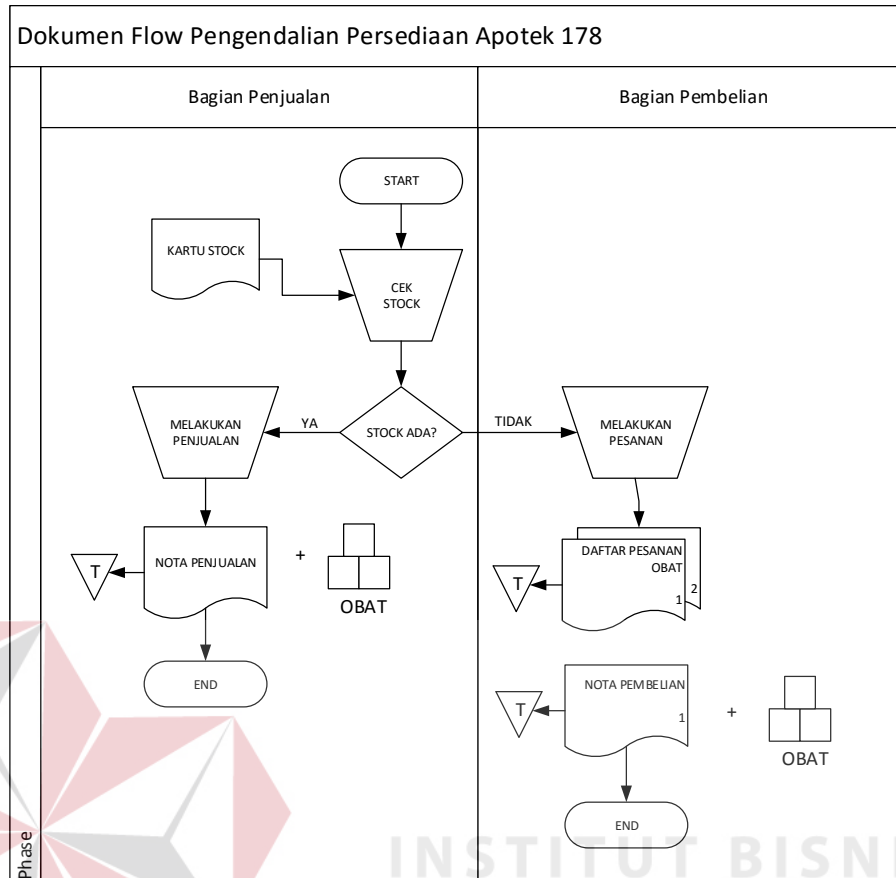 Dokumen Flow Pengendalian Persediaan Apotek 178
Bagian Penjualan
Bagian Pembelian
START
KARTU STOCK
CEK
STOCK
MELAKUKAN
PENJUALAN
YA
STOCK ADA?
TIDAK
MELAKUKAN
PESANAN
T
NOTA PENJUALAN
+
OBAT
T
DAFTAR PESANAN
OBAT
1
2
END
T
NOTA PEMBELIAN
1
+
OBAT
END
Phase
INSTITUT BISNI